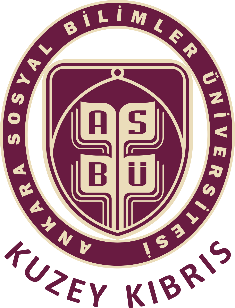 ANKARA SOSYAL BİLİMLER ÜNİVERSİTESİ
AS
BÜ
KUZEY KIBRIS